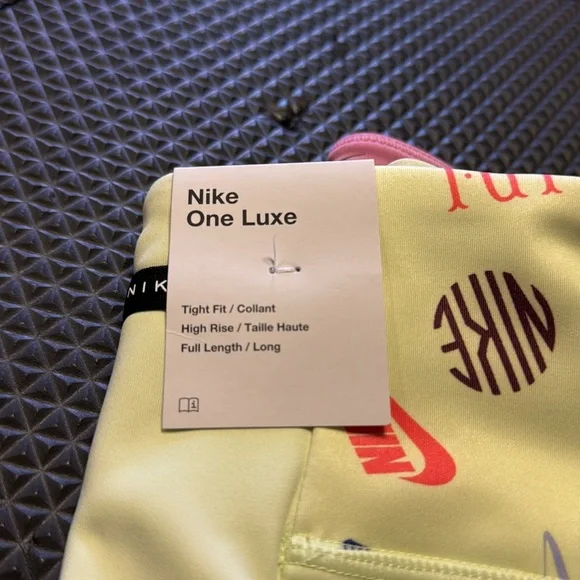 Nike
One Luxe
Tight Fit / Collant
High Rise / Taille Haute
Full Length / Long
NIK
NIKE